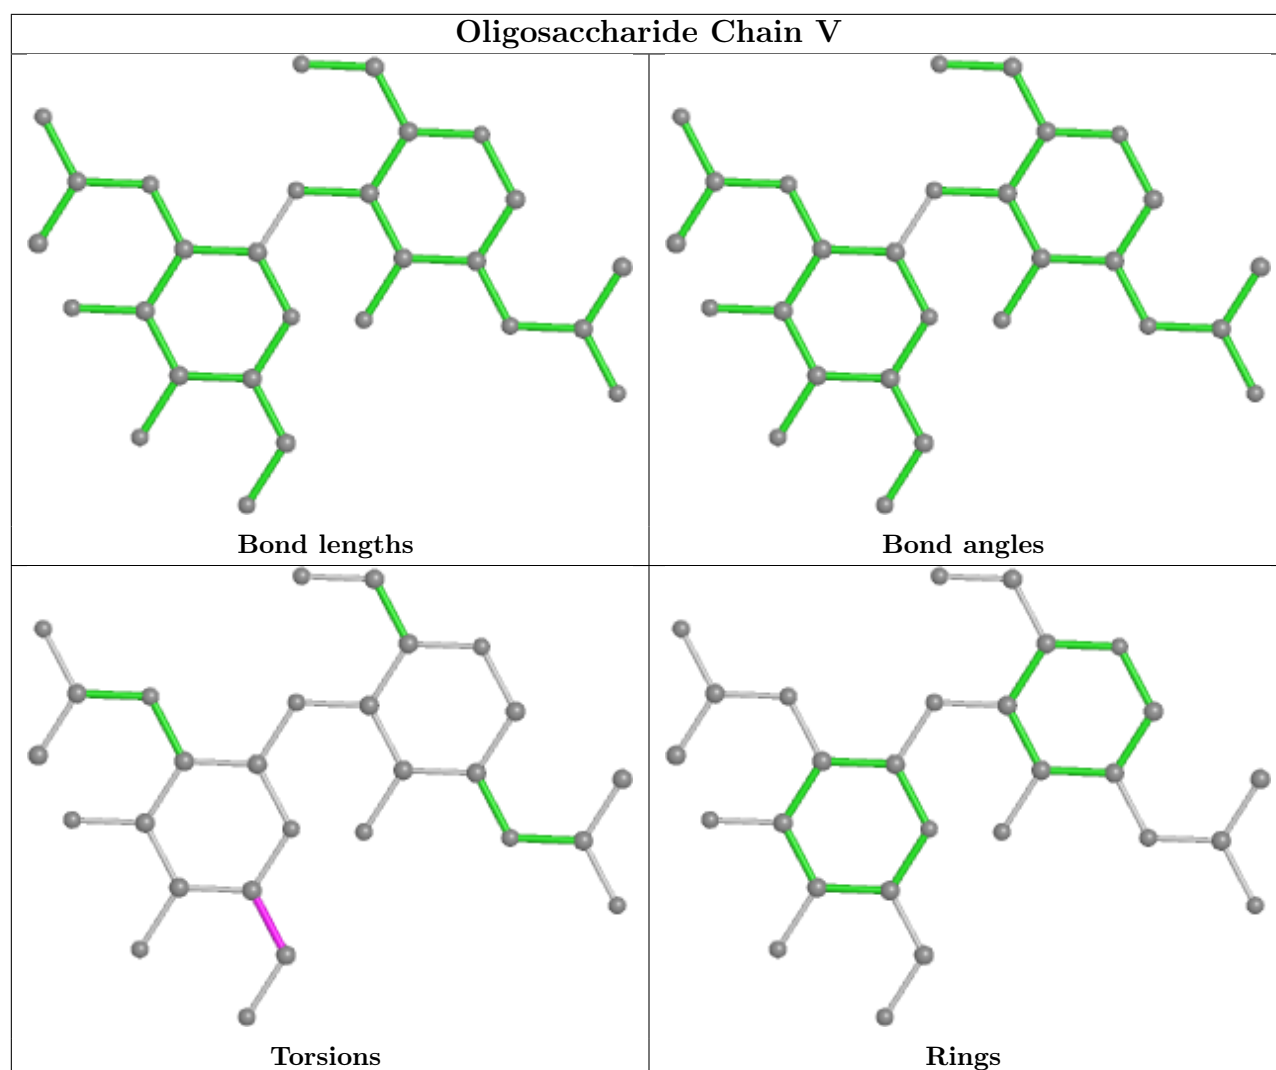 Oligosaccharide Chain V
Bond lengths
Bond angles
Torsions
Rings